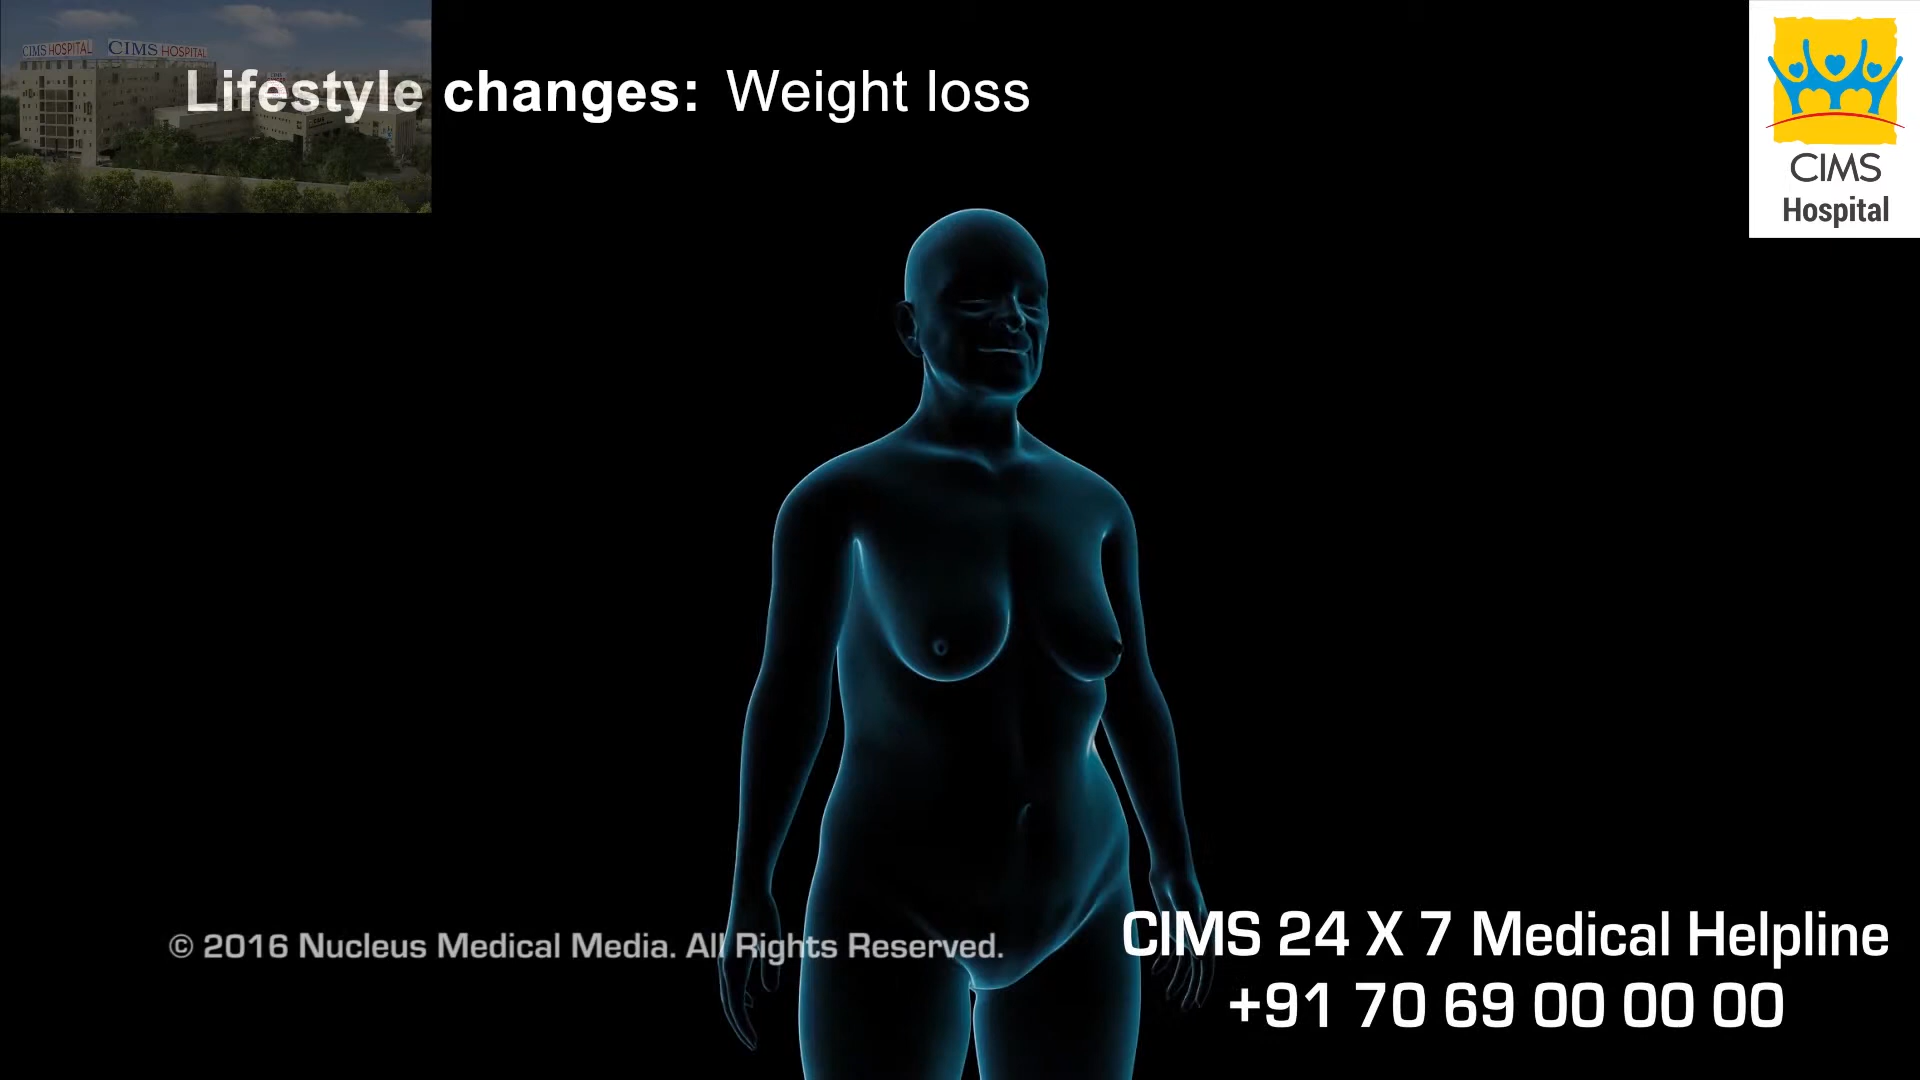 CIMS HOSPITAL CIMS HOSPITAL
Lifestyle changes: Weight loss
CIMS
Hospital
© 2016 Nucleus Medical Media. All Rights Reserved.
CIMS 24 X 7 Medical Helpline
+91 70 69 00 00 00